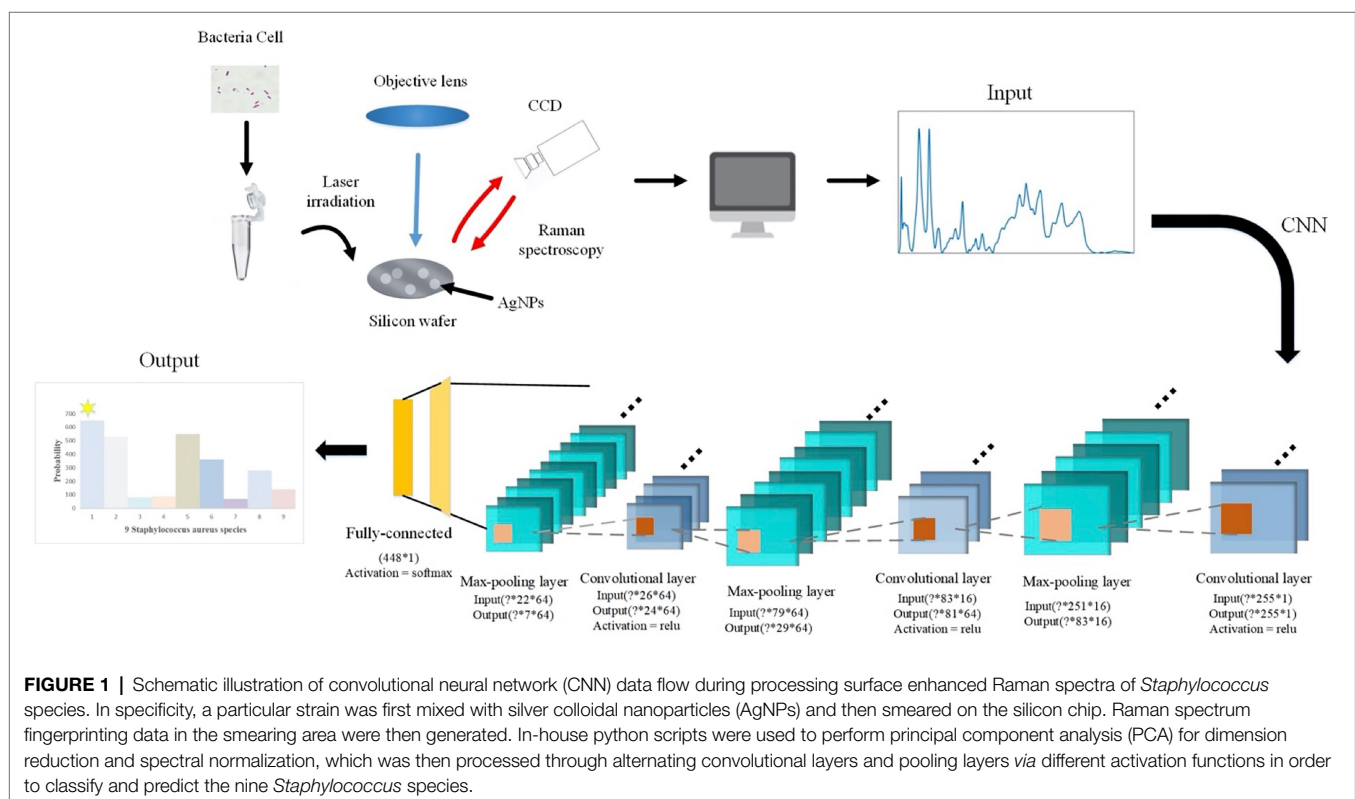 Bacteria Cell
Objective lens
CCD
Input
Laser
irradiation
Raman
spectroscopy
CNN
AgNPs
Silicon wafer
Output
700
600
500
400
300
200
100
0
Probability
1 2 3 4 5 6 7 8 9
9 Staphylococcus aureus species
Fully-connected
(448*1)
Activation = softmax
Max-pooling layer
Input(?*22*64)
Output(?*7*64)
Convolutional layer
Input(?*26*64)
Output(?*24*64)
Activation = relu
Max-pooling layer
Input(?*79*64)
Output(?*29*64)
Convolutional layer
Input(?*83*16)
Output(?*81*64)
Activation = relu
Max-pooling layer
Input(?*251*16)
Output(?*83*16)
Convolutional layer
Input(?*255*1)
Output(?*255*1)
Activation = relu
FIGURE 1 | Schematic illustration of convolutional neural network (CNN) data flow during processing surface enhanced Raman spectra of Staphylococcus
species. In specificity, a particular strain was first mixed with silver colloidal nanoparticles (AgNPs) and then smeared on the silicon chip. Raman spectrum
fingerprinting data in the smearing area were then generated. In-house python scripts were used to perform principal component analysis (PCA) for dimension
reduction and spectral normalization, which was then processed through alternating convolutional layers and pooling layers via different activation functions in order
to classify and predict the nine Staphylococcus species.